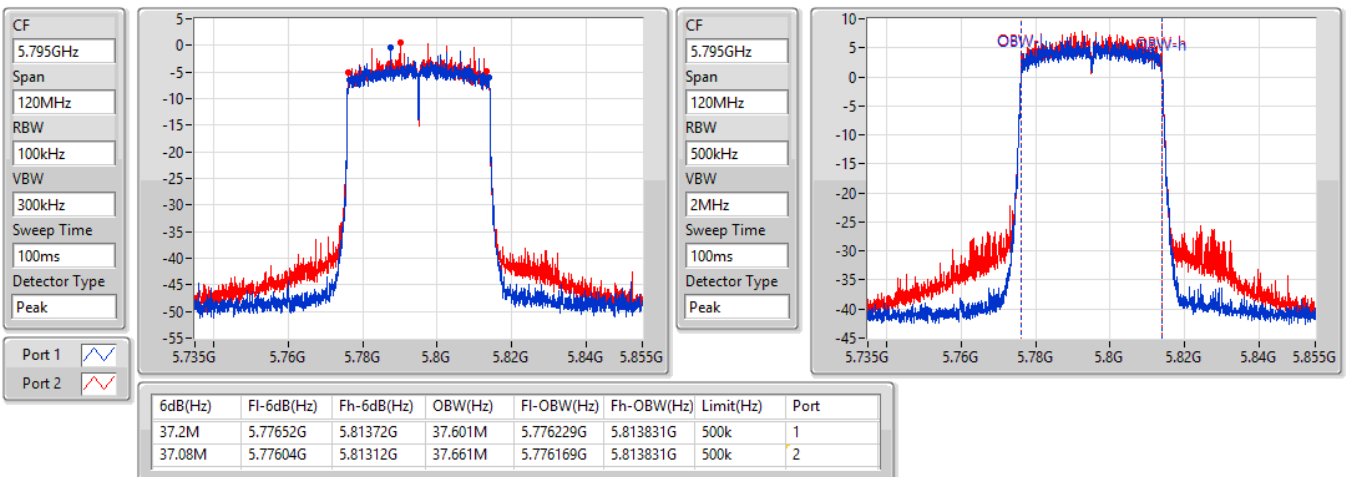 CF
5.795GHz
Span
120MHz
RBW
100kHz
VBW
300kHz
Sweep Time
100ms
Detector Type
Peak
Port 1
Port 2
5-
0-
-5-
-10-
-15-
-20-
-25-
-30-
-35-
-40-
-45-
-50-
-55-
5.735G 5.76G 5.78G 5.8G 5.82G 5.84G 5.855G
CF
5.795GHz
Span
120MHz
RBW
500kHz
VBW
2MHz
Sweep Time
100ms
Detector Type
Peak
10-
5-
0-
-5-
-10-
-15-
-20-
-25-
-30-
-35-
-40-
-45-
OBW-l OBW-h
5.735G 5.76G 5.78G 5.8G 5.82G 5.84G 5.855G
6dB(Hz) Fl-6dB(Hz) Fh-6dB(Hz) OBW(Hz) Fl-OBW(Hz) Fh-OBW(Hz) Limit(Hz) Port
37.2M 5.77652G 5.81372G 37.601M 5.776229G 5.813831G 500k 1
37.08M 5.77604G 5.81312G 37.661M 5.776169G 5.813831G 500k 2